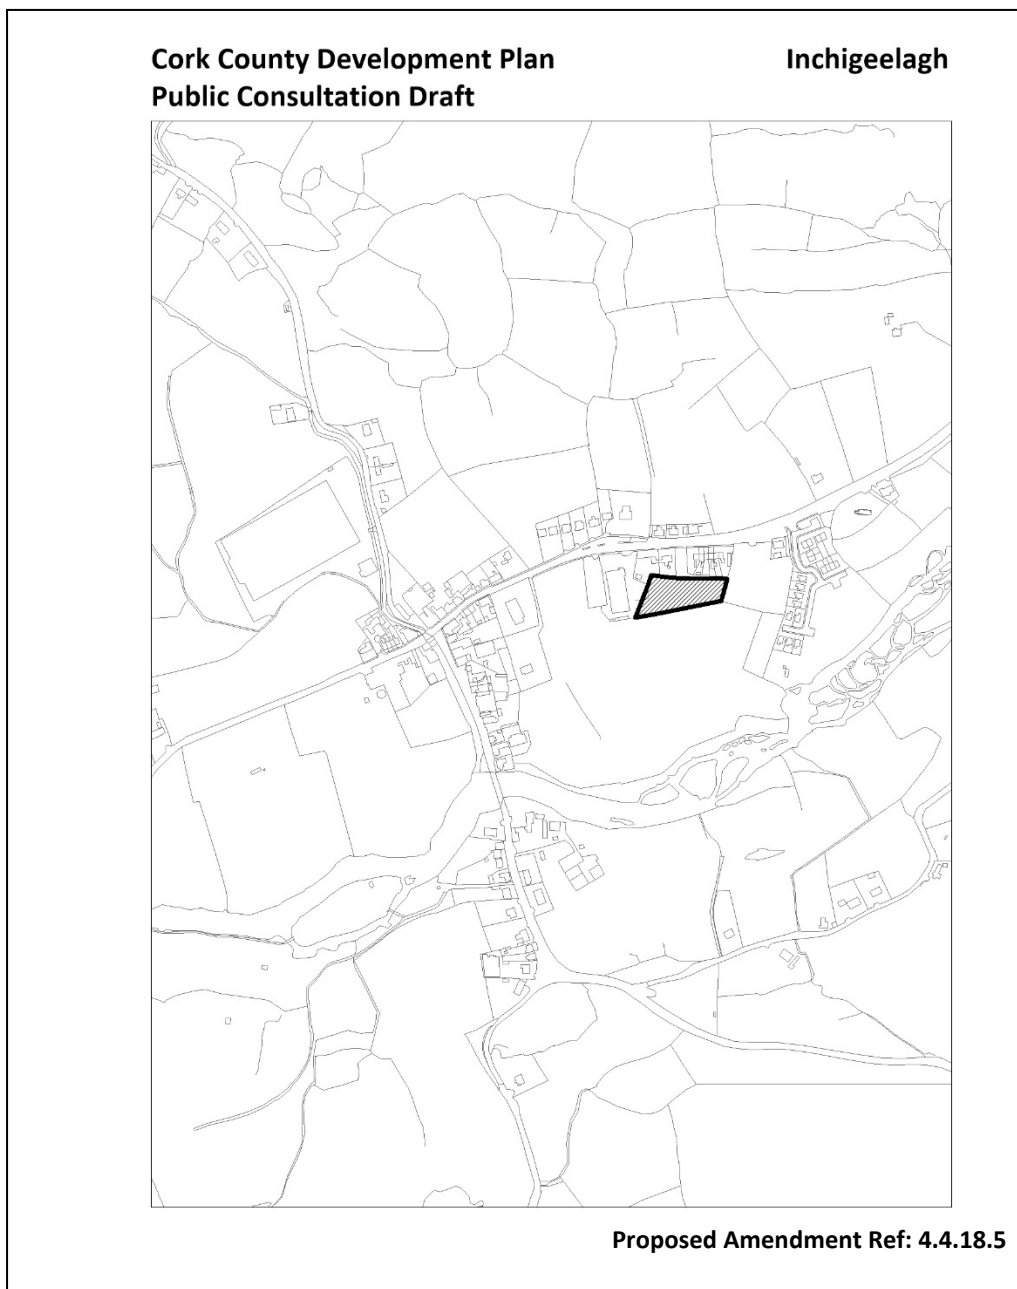 Cork County Development Plan
Inchigeelagh
Public Consultation Draft
Proposed Amendment Ref: 4.4.18.5